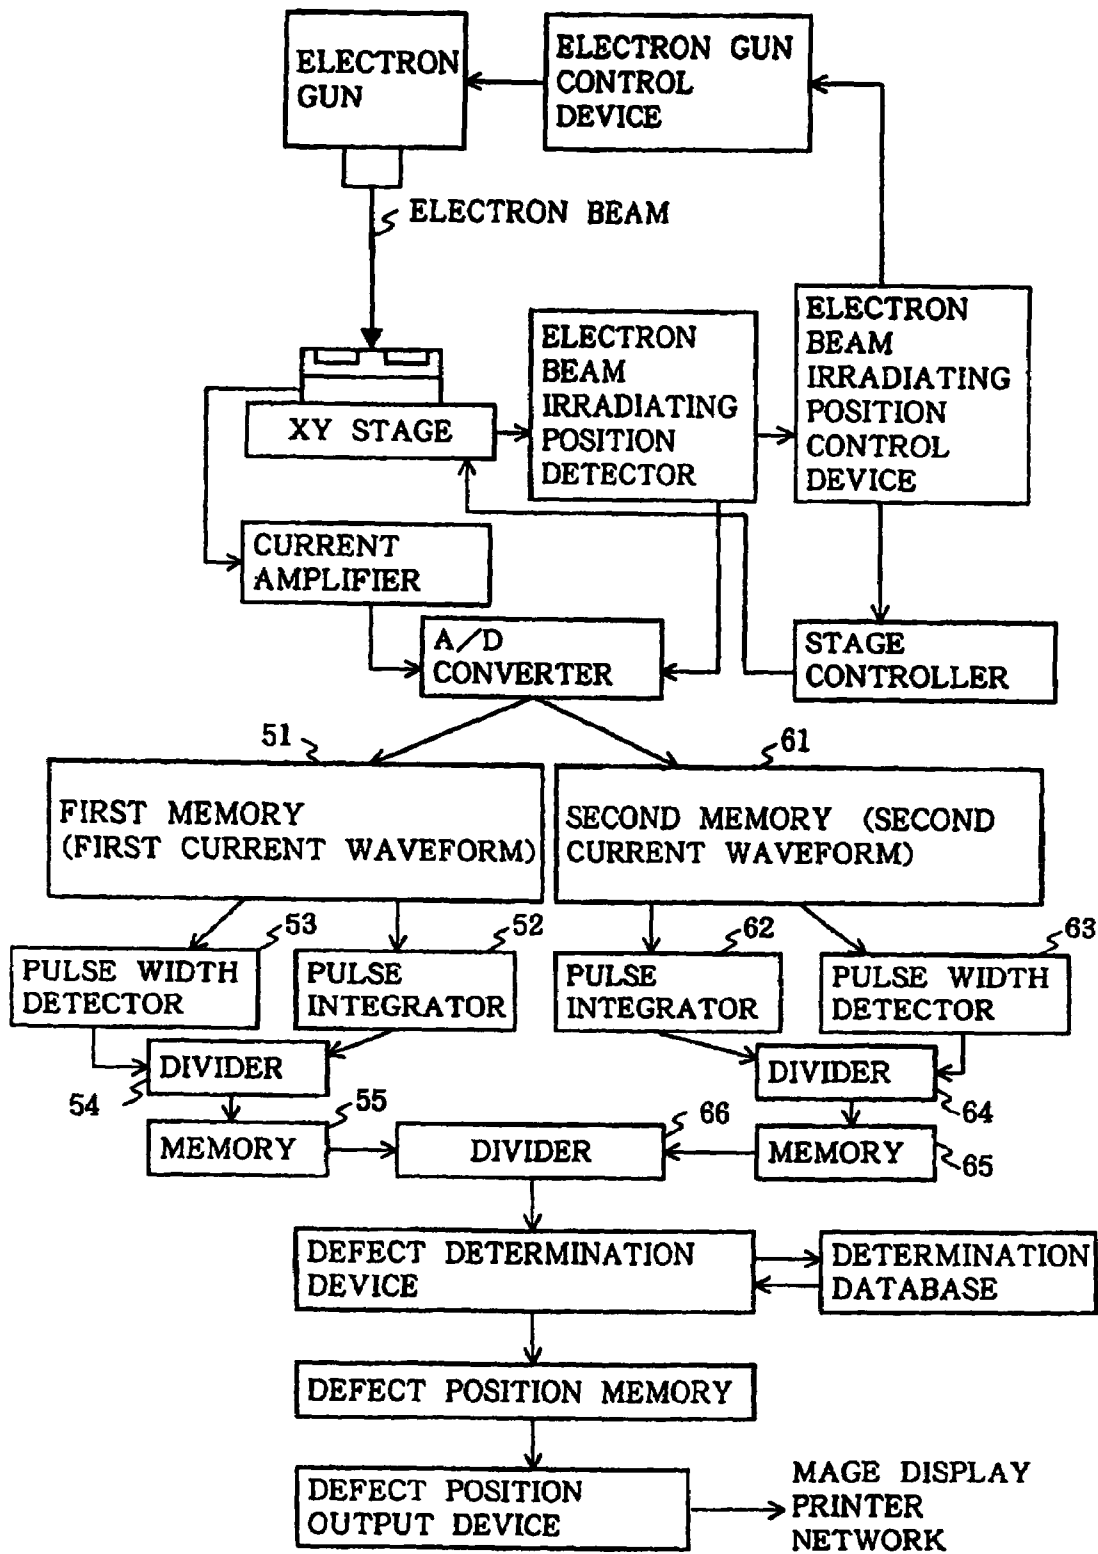 ELECTRON
GUN
ELECTRON GUN
CONTROL
DEVICE
ELECTRON BEAM
XY STAGE
ELECTRON
BEAM
IRRADIATING
POSITION
DETECTOR
ELECTRON
BEAM
IRRADIATING
POSITION
CONTROL
DEVICE
CURRENT
AMPLIFIER
A/D
CONVERTER
STAGE
CONTROLLER
51
61
FIRST MEMORY
(FIRST CURRENT WAVEFORM)
SECOND MEMORY (SECOND
CURRENT WAVEFORM)
53
52
62
63
PULSE WIDTH
DETECTOR
PULSE
INTEGRATOR
PULSE
INTEGRATOR
PULSE WIDTH
DETECTOR
DIVIDER
54
DIVIDER
64
55
66
MEMORY
DIVIDER
MEMORY
65
DEFECT DETERMINATION
DEVICE
DETERMINATION
DATABASE
DEFECT POSITION MEMORY
DEFECT POSITION
OUTPUT DEVICE
MAGE DISPLAY
PRINTER
NETWORK